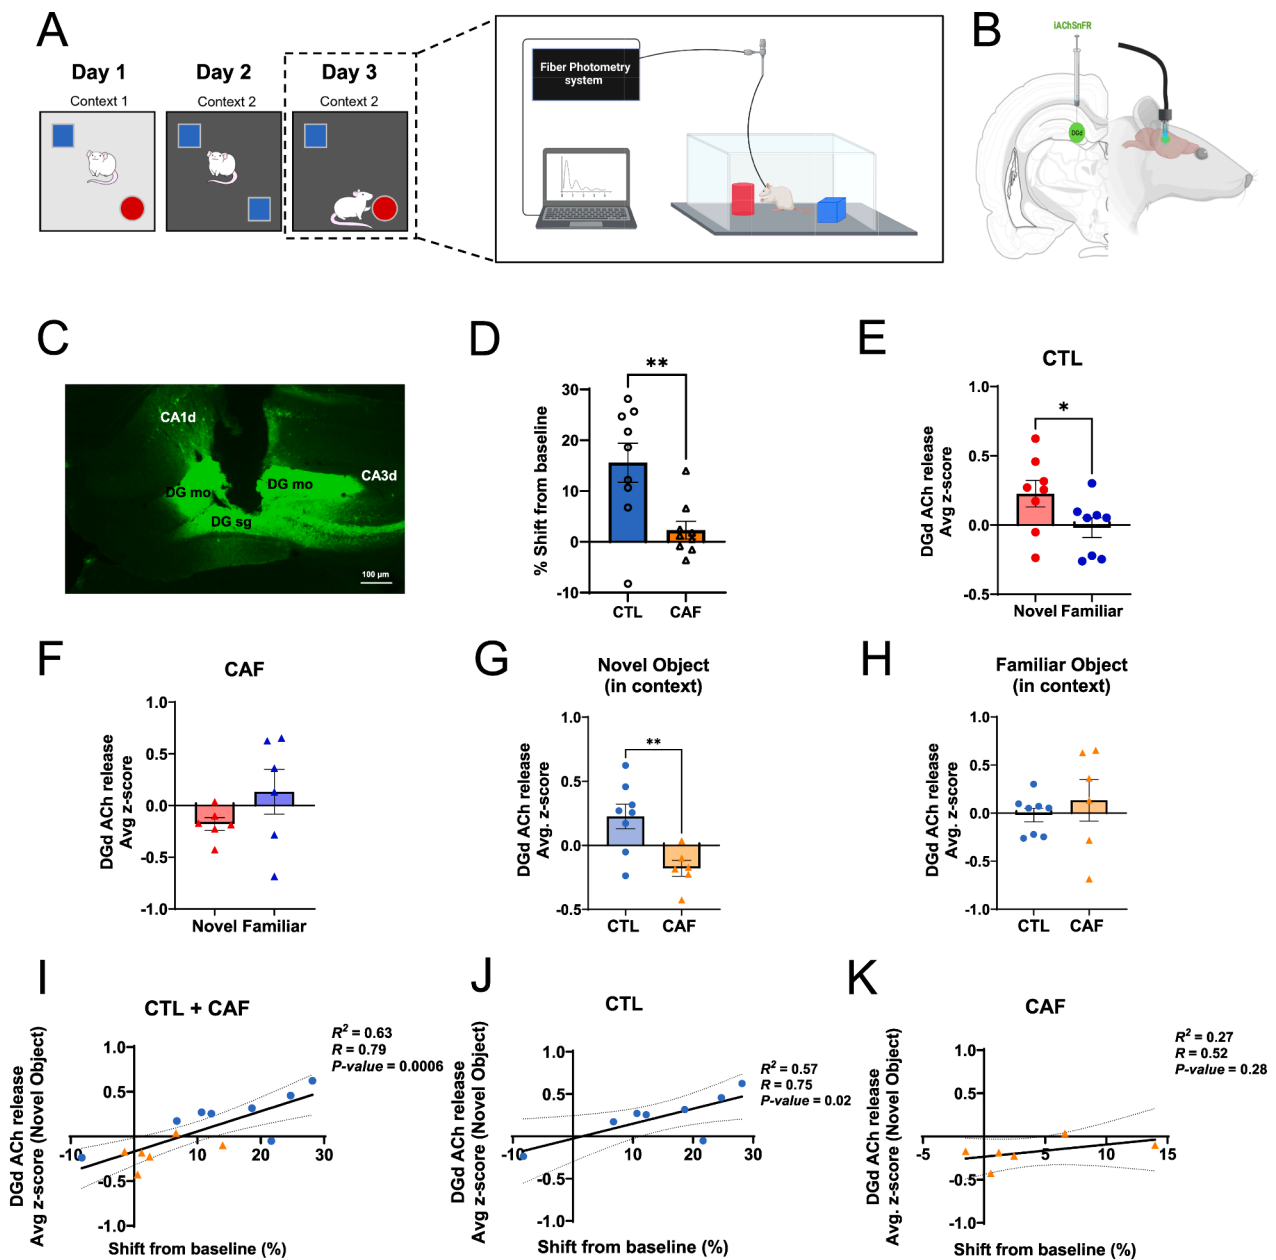 A
Day 1
Day 2
Day 3
Context 1
Context 2
Context 2
Fiber Photometry
system
B
iAChSnFR
DGd
C
CA1d
CA3d
DG mo
DG mo
DG sg
100 µm
D
**
% Shift from baseline
30
20
10
0
-10
CTL
CAF
E
CTL
*
DGd ACh release
Avg z-score
1.0
0.5
0.0
-0.5
Novel Familiar
F
CAF
DGd ACh release
Avg z-score
1.0
0.5
0.0
-0.5
-1.0
Novel Familiar
G
Novel Object
(in context)
**
DGd ACh release
Avg. z-score
1.0
0.5
0.0
-0.5
CTL
CAF
H
Familiar Object
(in context)
DGd ACh release
Avg. z-score
1.0
0.5
0.0
-0.5
-1.0
CTL
CAF
I
CTL + CAF
R² = 0.63
R = 0.79
P-value = 0.0006
DGd ACh release
Avg z-score (Novel Object)
1.0
0.5
-0.5
-1.0
-10
10
20
30
Shift from baseline (%)
J
CTL
R² = 0.57
R = 0.75
P-value = 0.02
DGd ACh release
Avg z-score (Novel Object)
1.0
0.5
-0.5
-1.0
-10
10
20
30
Shift from baseline (%)
K
CAF
R² = 0.27
R = 0.52
P-value = 0.28
DGd ACh release
Avg. z-score (Novel Object)
1.0
0.5
-0.5
-1.0
-5
5
10
15
Shift from baseline (%)